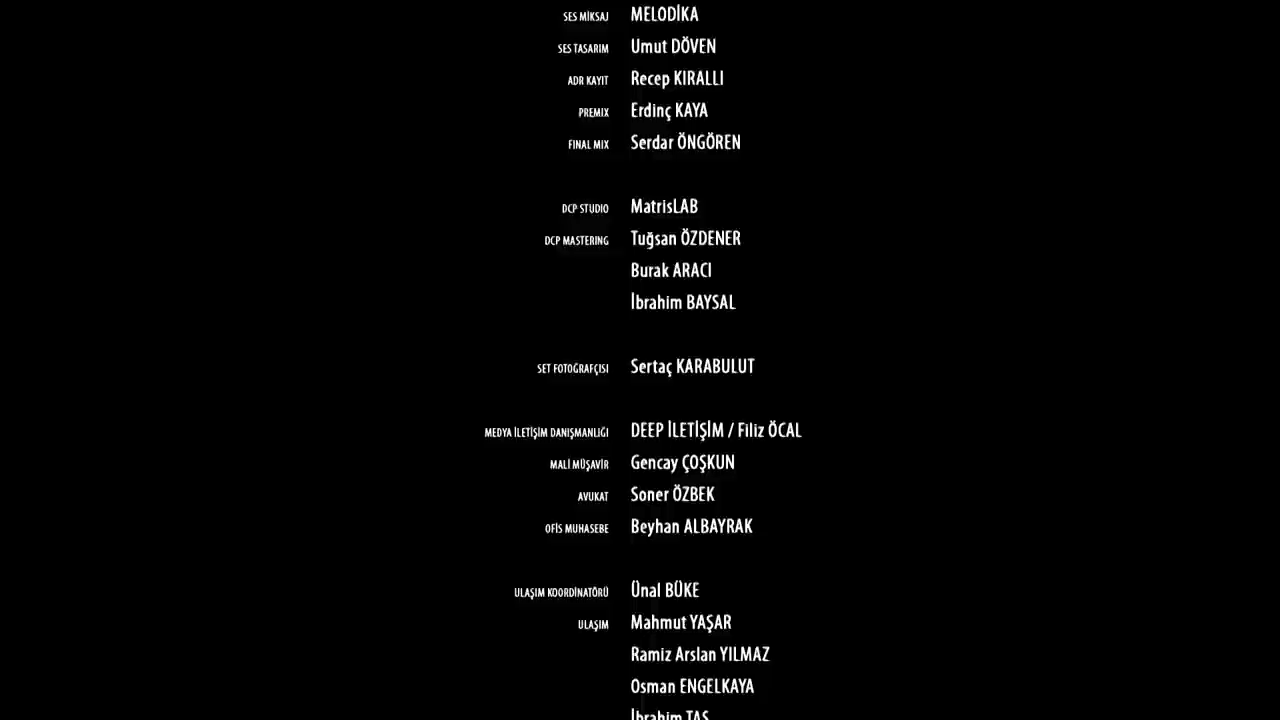 SES MİKSAJ MELODİKA
SES TASARIM Umut DÖVEN
ADR KAYIT Recep KIRALLI
PREMIX Erdinç KAYA
FINAL MIX Serdar ÖNGÖREN
DCP STUDIO MatrisLAB
DCP MASTERING Tuğsan ÖZDENER
Burak ARACI
İbrahim BAYSAL
SET FOTOĞRAFÇISI Sertaç KARABULUT
MEDYA İLETİŞİM DANIŞMANLIĞI DEEP İLETİŞİM / Filiz ÖCAL
MALİ MÜŞAVİR Gencay ÇOŞKUN
AVUKAT Soner ÖZBEK
OFİS MUHASEBE Beyhan ALBAYRAK
ULAŞIM KOORDİNATÖRÜ Ünal BÜKE
ULAŞIM Mahmut YAŞAR
Ramiz Arslan YILMAZ
Osman ENGELKAYA
İbrahim